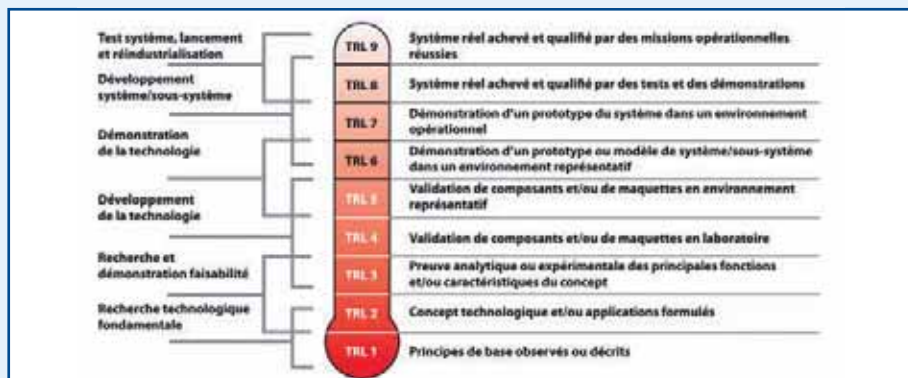 Test système, lancement
et réindustrialisation
Développement
système/sous-système
Démonstration
de la technologie
Développement
de la technologie
Recherche et
démonstration faisabilité
Recherche technologique
fondamentale
TRL 9
TRL 8
TRL 7
TRL 6
TRL 5
TRL 4
TRL 3
TRL 2
TRL 1
Système réel achevé et qualifié par des missions opérationnelles
réussies
Système réel achevé et qualifié par des tests et des démonstrations
Démonstration d'un prototype du système dans un environnement
opérationnel
Démonstration d'un prototype ou modèle de système/sous-système
dans un environnement représentatif
Validation de composants et/ou de maquettes en environnement
représentatif
Validation de composants et/ou de maquettes en laboratoire
Preuve analytique ou expérimentale des principales fonctions
et/ou caractéristiques du concept
Concept technologique et/ou applications formulés
Principes de base observés ou décrits